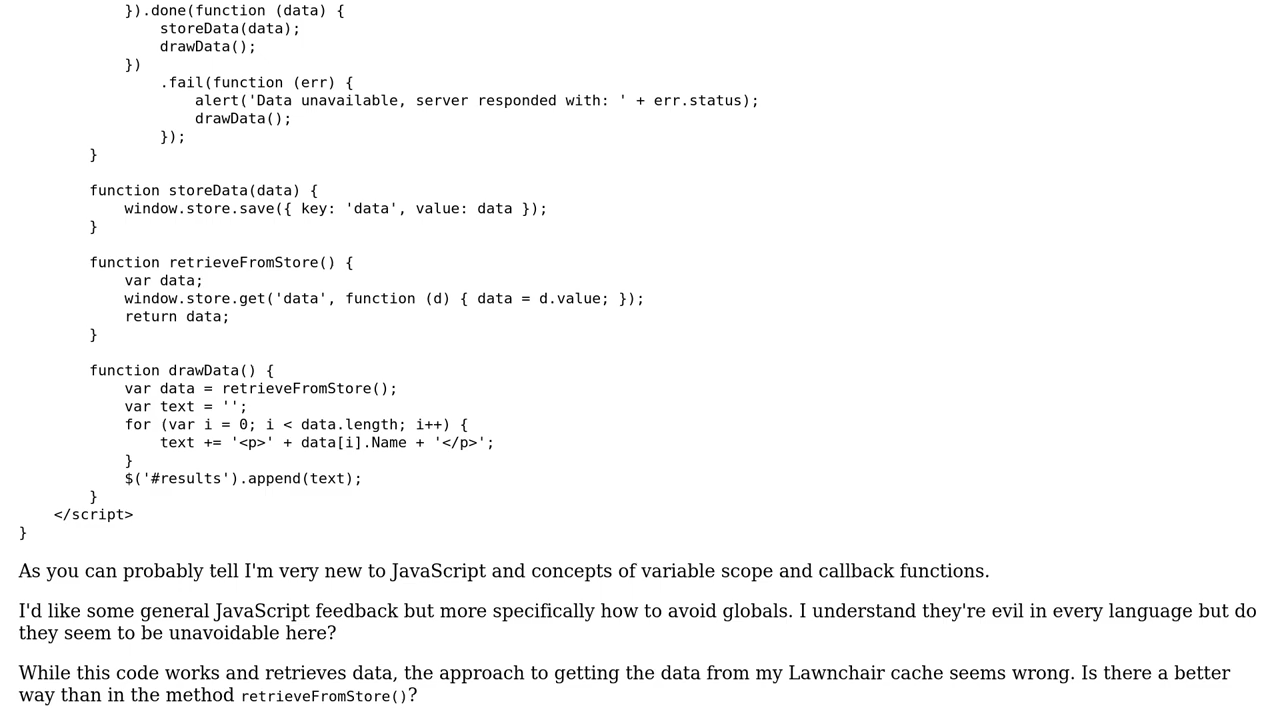 }).done(function (data) {
storeData(data);
drawData();
})
.fail(function (err) {
alert('Data unavailable, server responded with: ' + err.status);
drawData();
});
}
function storeData(data) {
window.store.save({ key: 'data', value: data });
}
function retrieveFromStore() {
var data;
window.store.get('data', function (d) { data = d.value; });
return data;
}
function drawData() {
var data = retrieveFromStore();
var text = '';
for (var i = 0; i < data.length; i++) {
text += '<p>' + data[i].Name + '</p>';
}
$('#results').append(text);
}
</script>
}
As you can probably tell I'm very new to JavaScript and concepts of variable scope and callback functions.
I'd like some general JavaScript feedback but more specifically how to avoid globals. I understand they're evil in every language but do
they seem to be unavoidable here?
While this code works and retrieves data, the approach to getting the data from my Lawnchair cache seems wrong. Is there a better
way than in the method retrieveFromStore()?